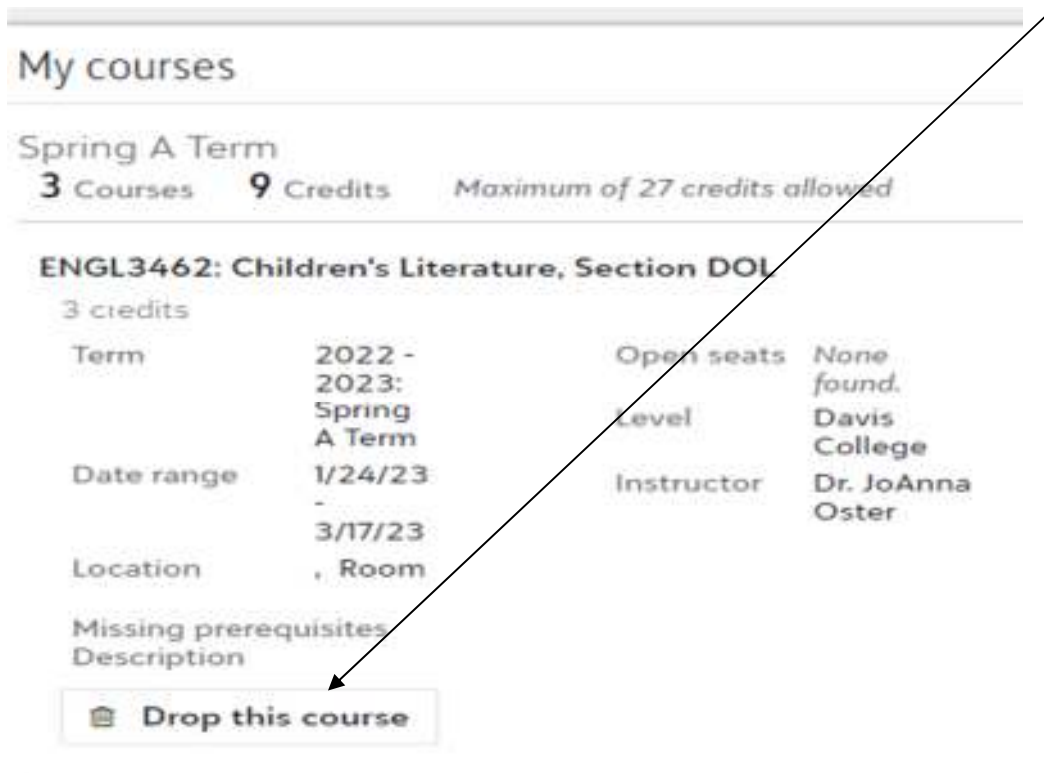 My courses
Spring A Term
3 Courses 9 Credits Maximum of 27 credits allowed
ENGL3462: Children's Literature, Section DOL
3 credits
Term 2022 -
2023:
Spring
A Term
Open seats None
found.
Level Davis
College
Date range 1/24/23
-
3/17/23
Instructor Dr. JoAnna
Oster
Location , Room
Missing prerequisites
Description
Drop this course